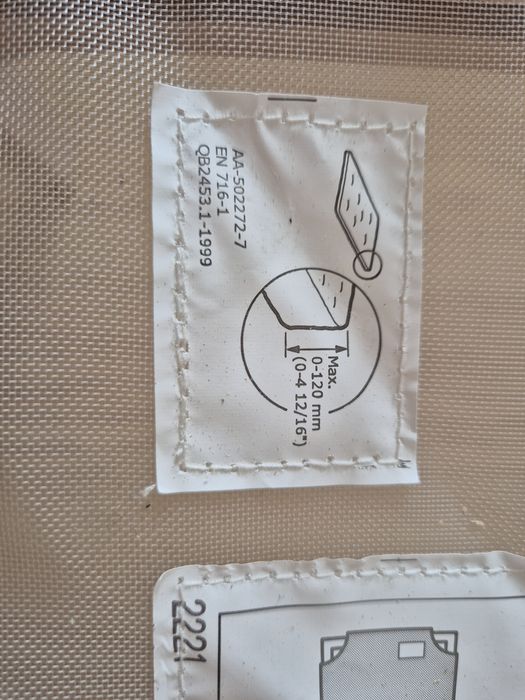 AA-502272-7
EN 716-1
QB2453.1-1999
Max.
0-120 mm
(0-4 12/16")
2221